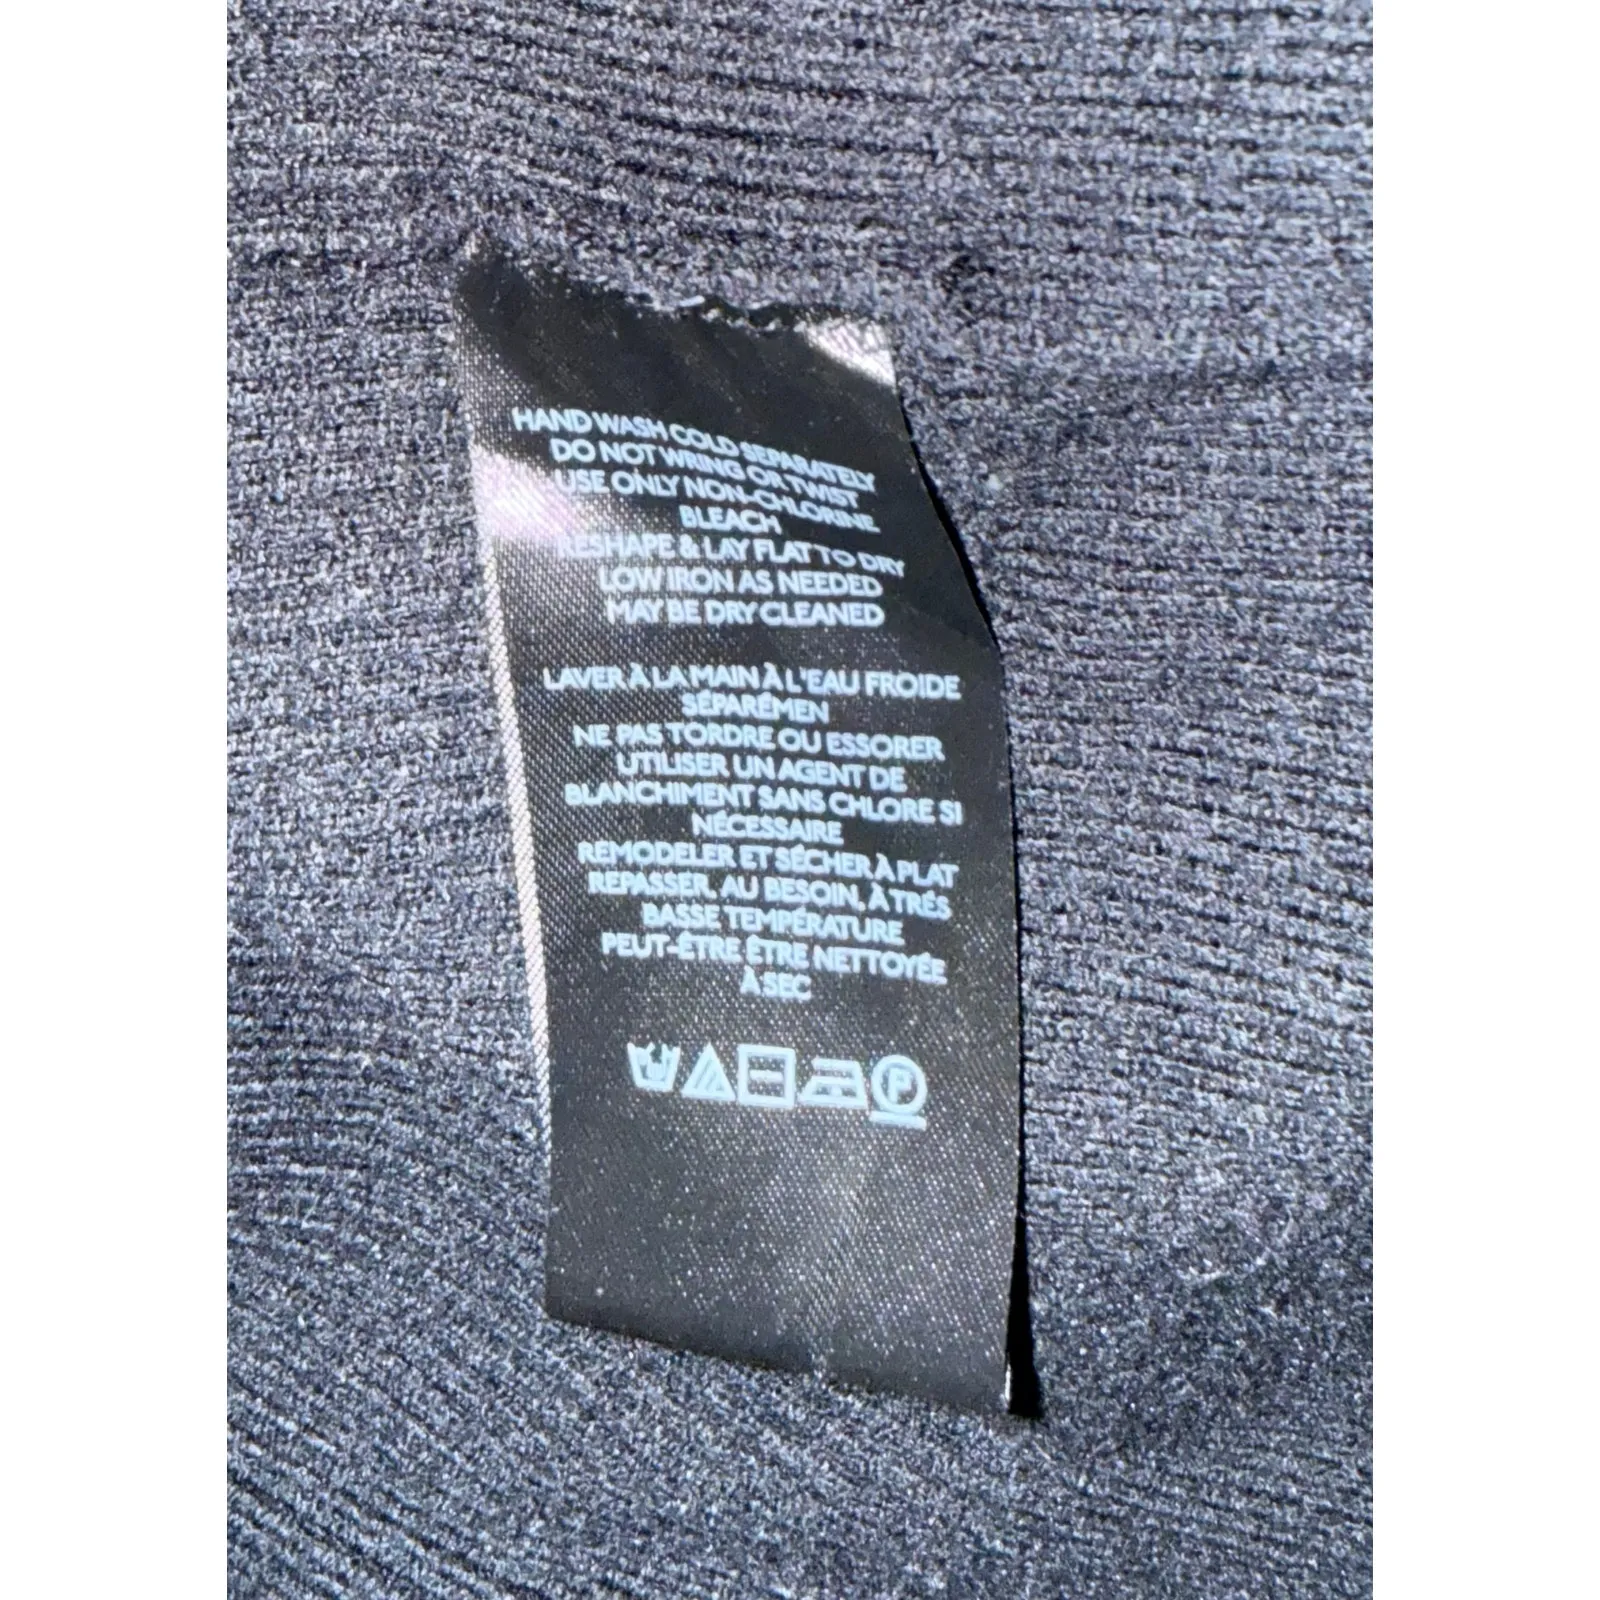 HAND WASH COLD SEPARATELY
DO NOT WRING OR TWIST
USE ONLY NON-CHLORINE
BLEACH
RESHAPE & LAY FLAT TO DRY
LOW IRON AS NEEDED
MAY BE DRY CLEANED
LAVER À LA MAIN À L'EAU FROIDE
SÉPARÉMEN
NE PAS TORDRE OU ESSORER
UTILISER UN AGENT DE
BLANCHIMENT SANS CHLORE SI
NÉCESSAIRE
REMODELER ET SÉCHER À PLAT
REPASSER, AU BESOIN, À TRÉS
BASSE TEMPÉRATURE
PEUT-ÊTRE ÊTRE NETTOYÉE
À SEC
P